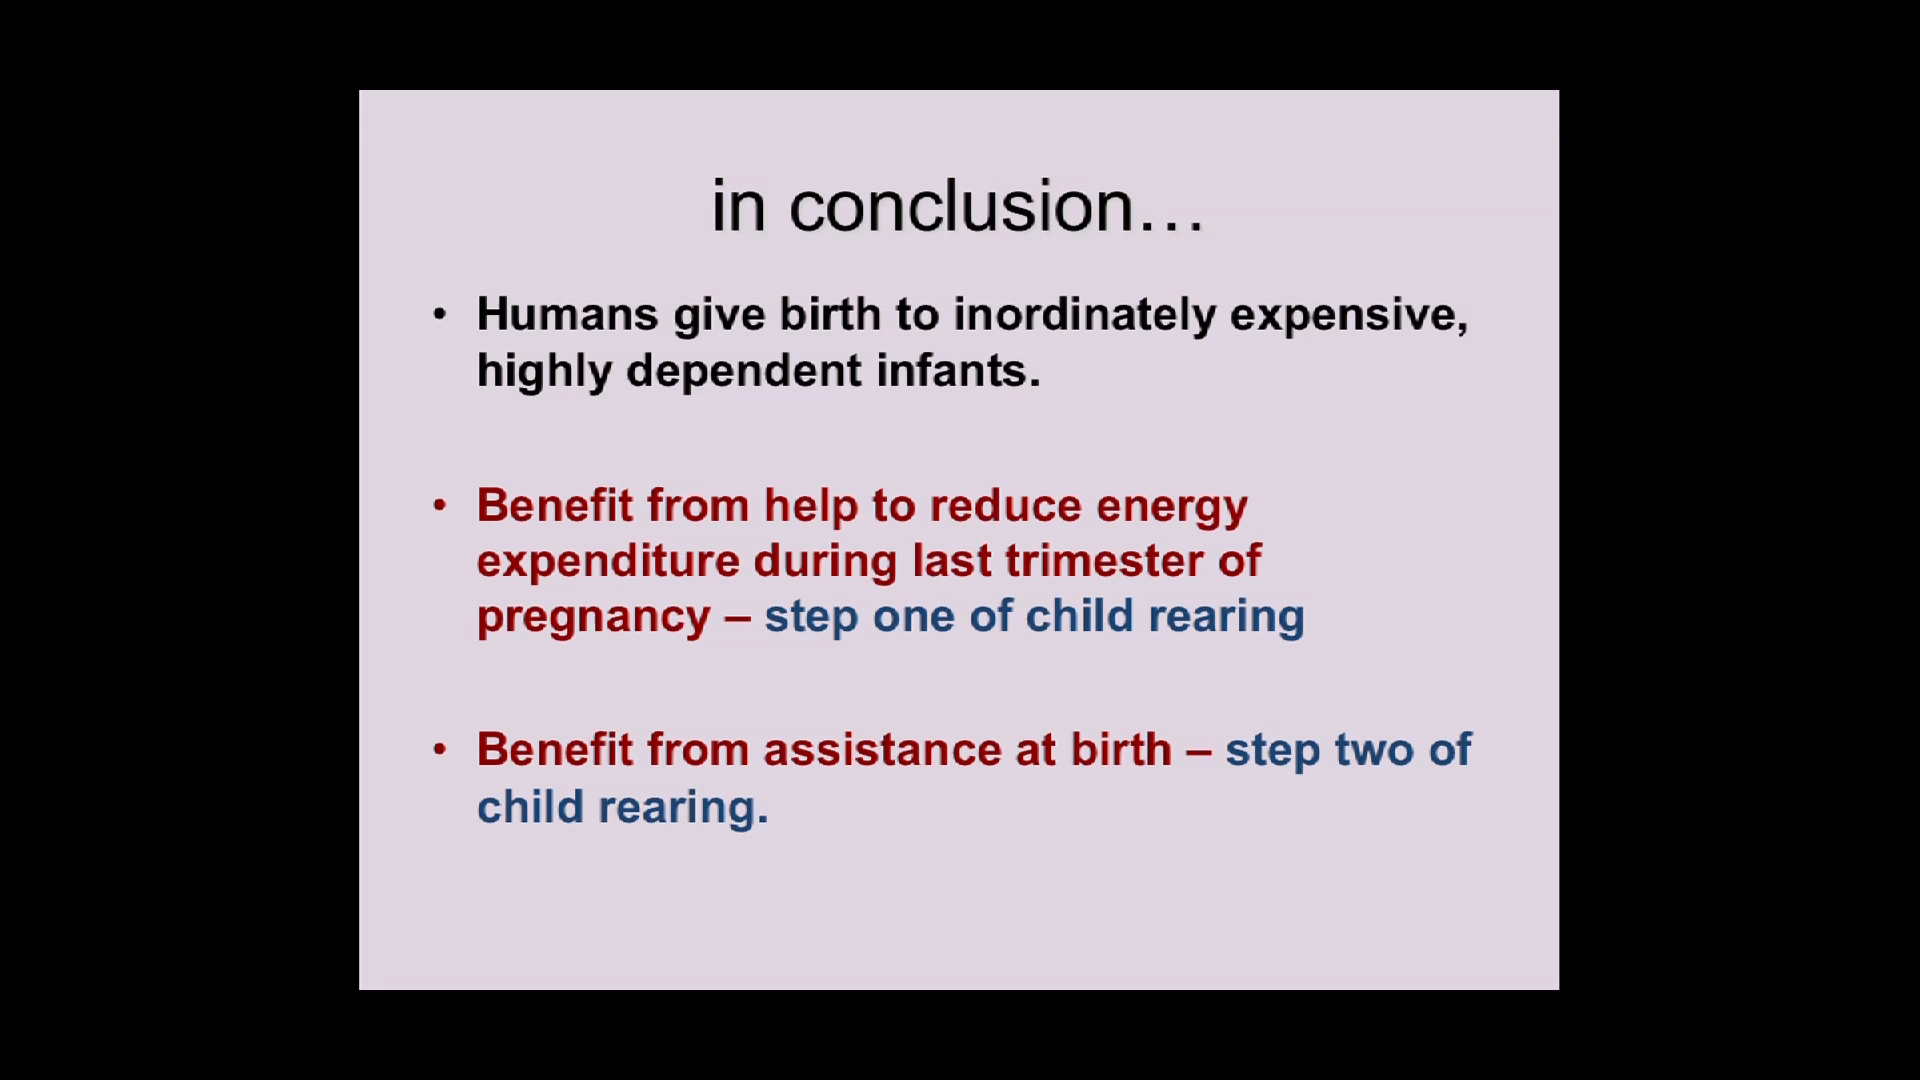 in conclusion…
• Humans give birth to inordinately expensive,
highly dependent infants.
• Benefit from help to reduce energy
expenditure during last trimester of
pregnancy – step one of child rearing
• Benefit from assistance at birth – step two of
child rearing.